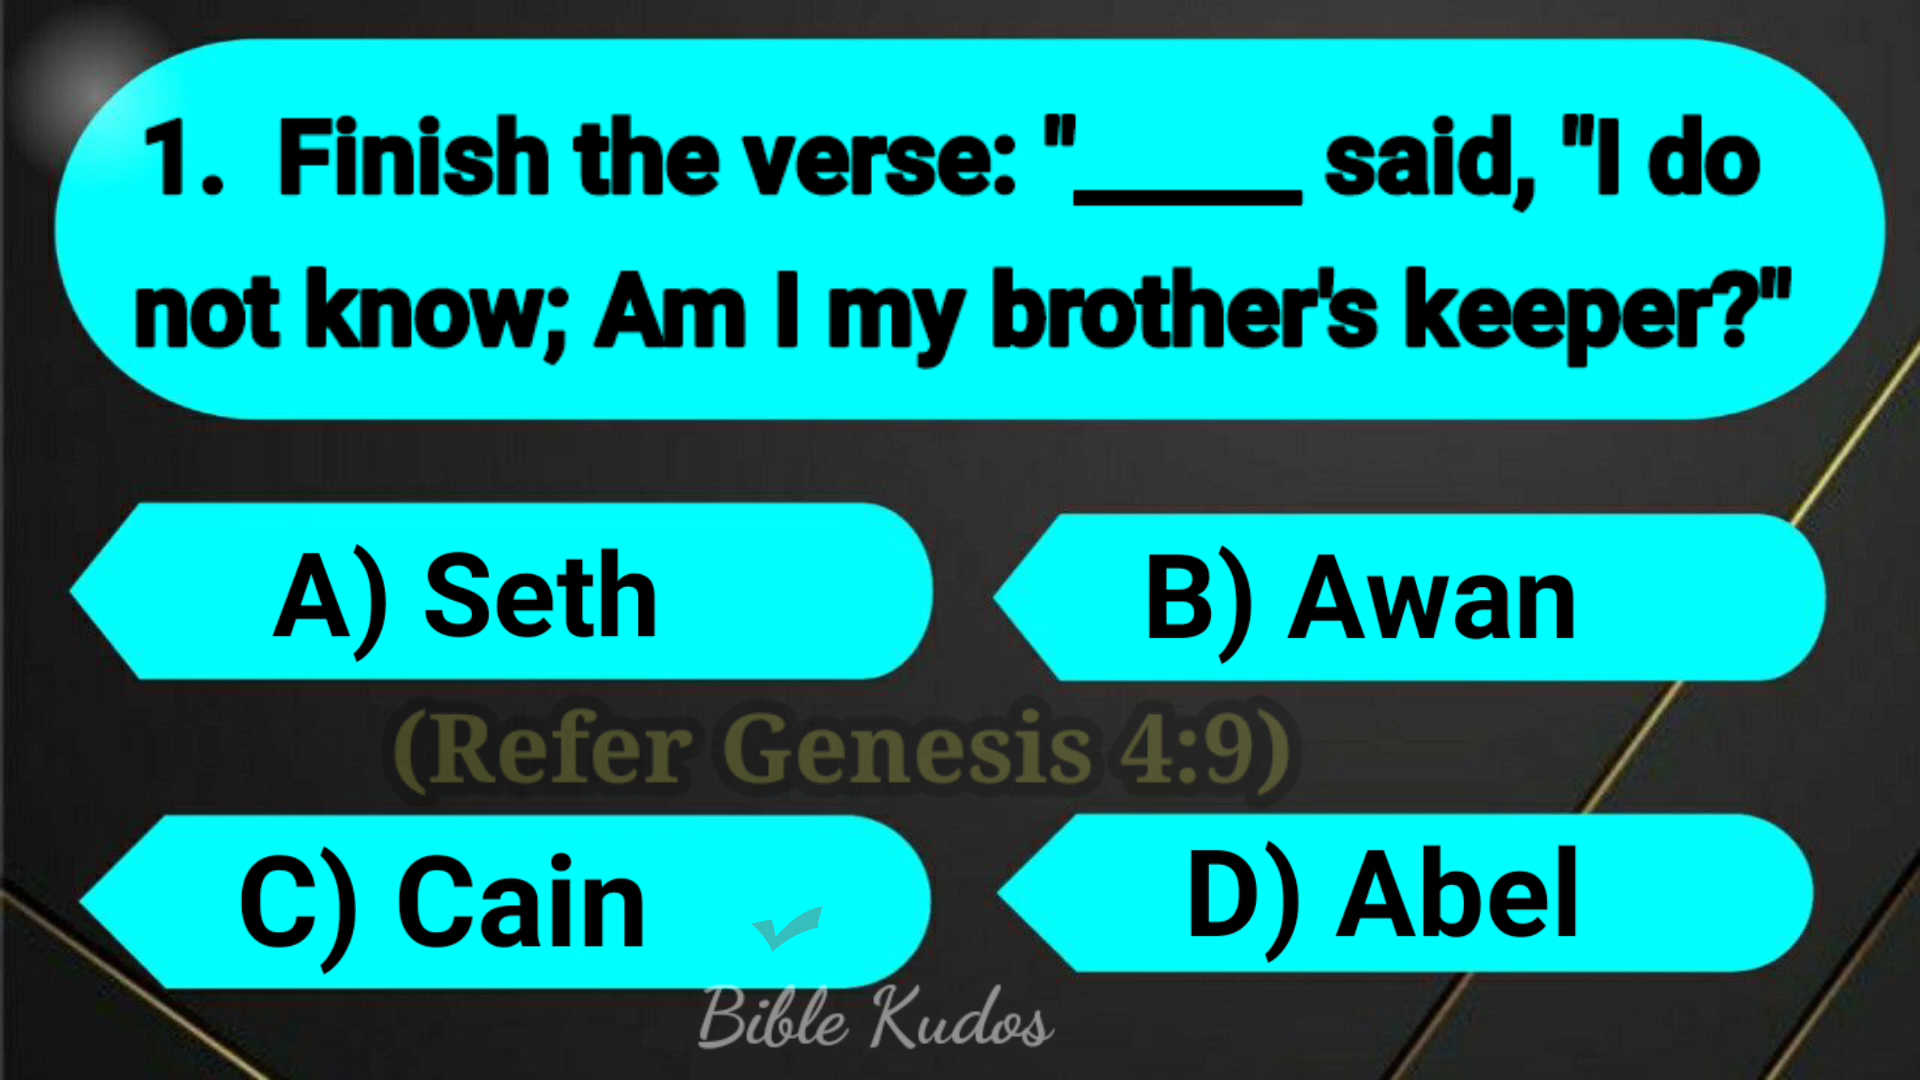 1. Finish the verse: "_____ said, "I do
not know; Am I my brother's keeper?"
A) Seth
B) Awan
(Refer Genesis 4:9)
C) Cain
D) Abel
Bible Kudos